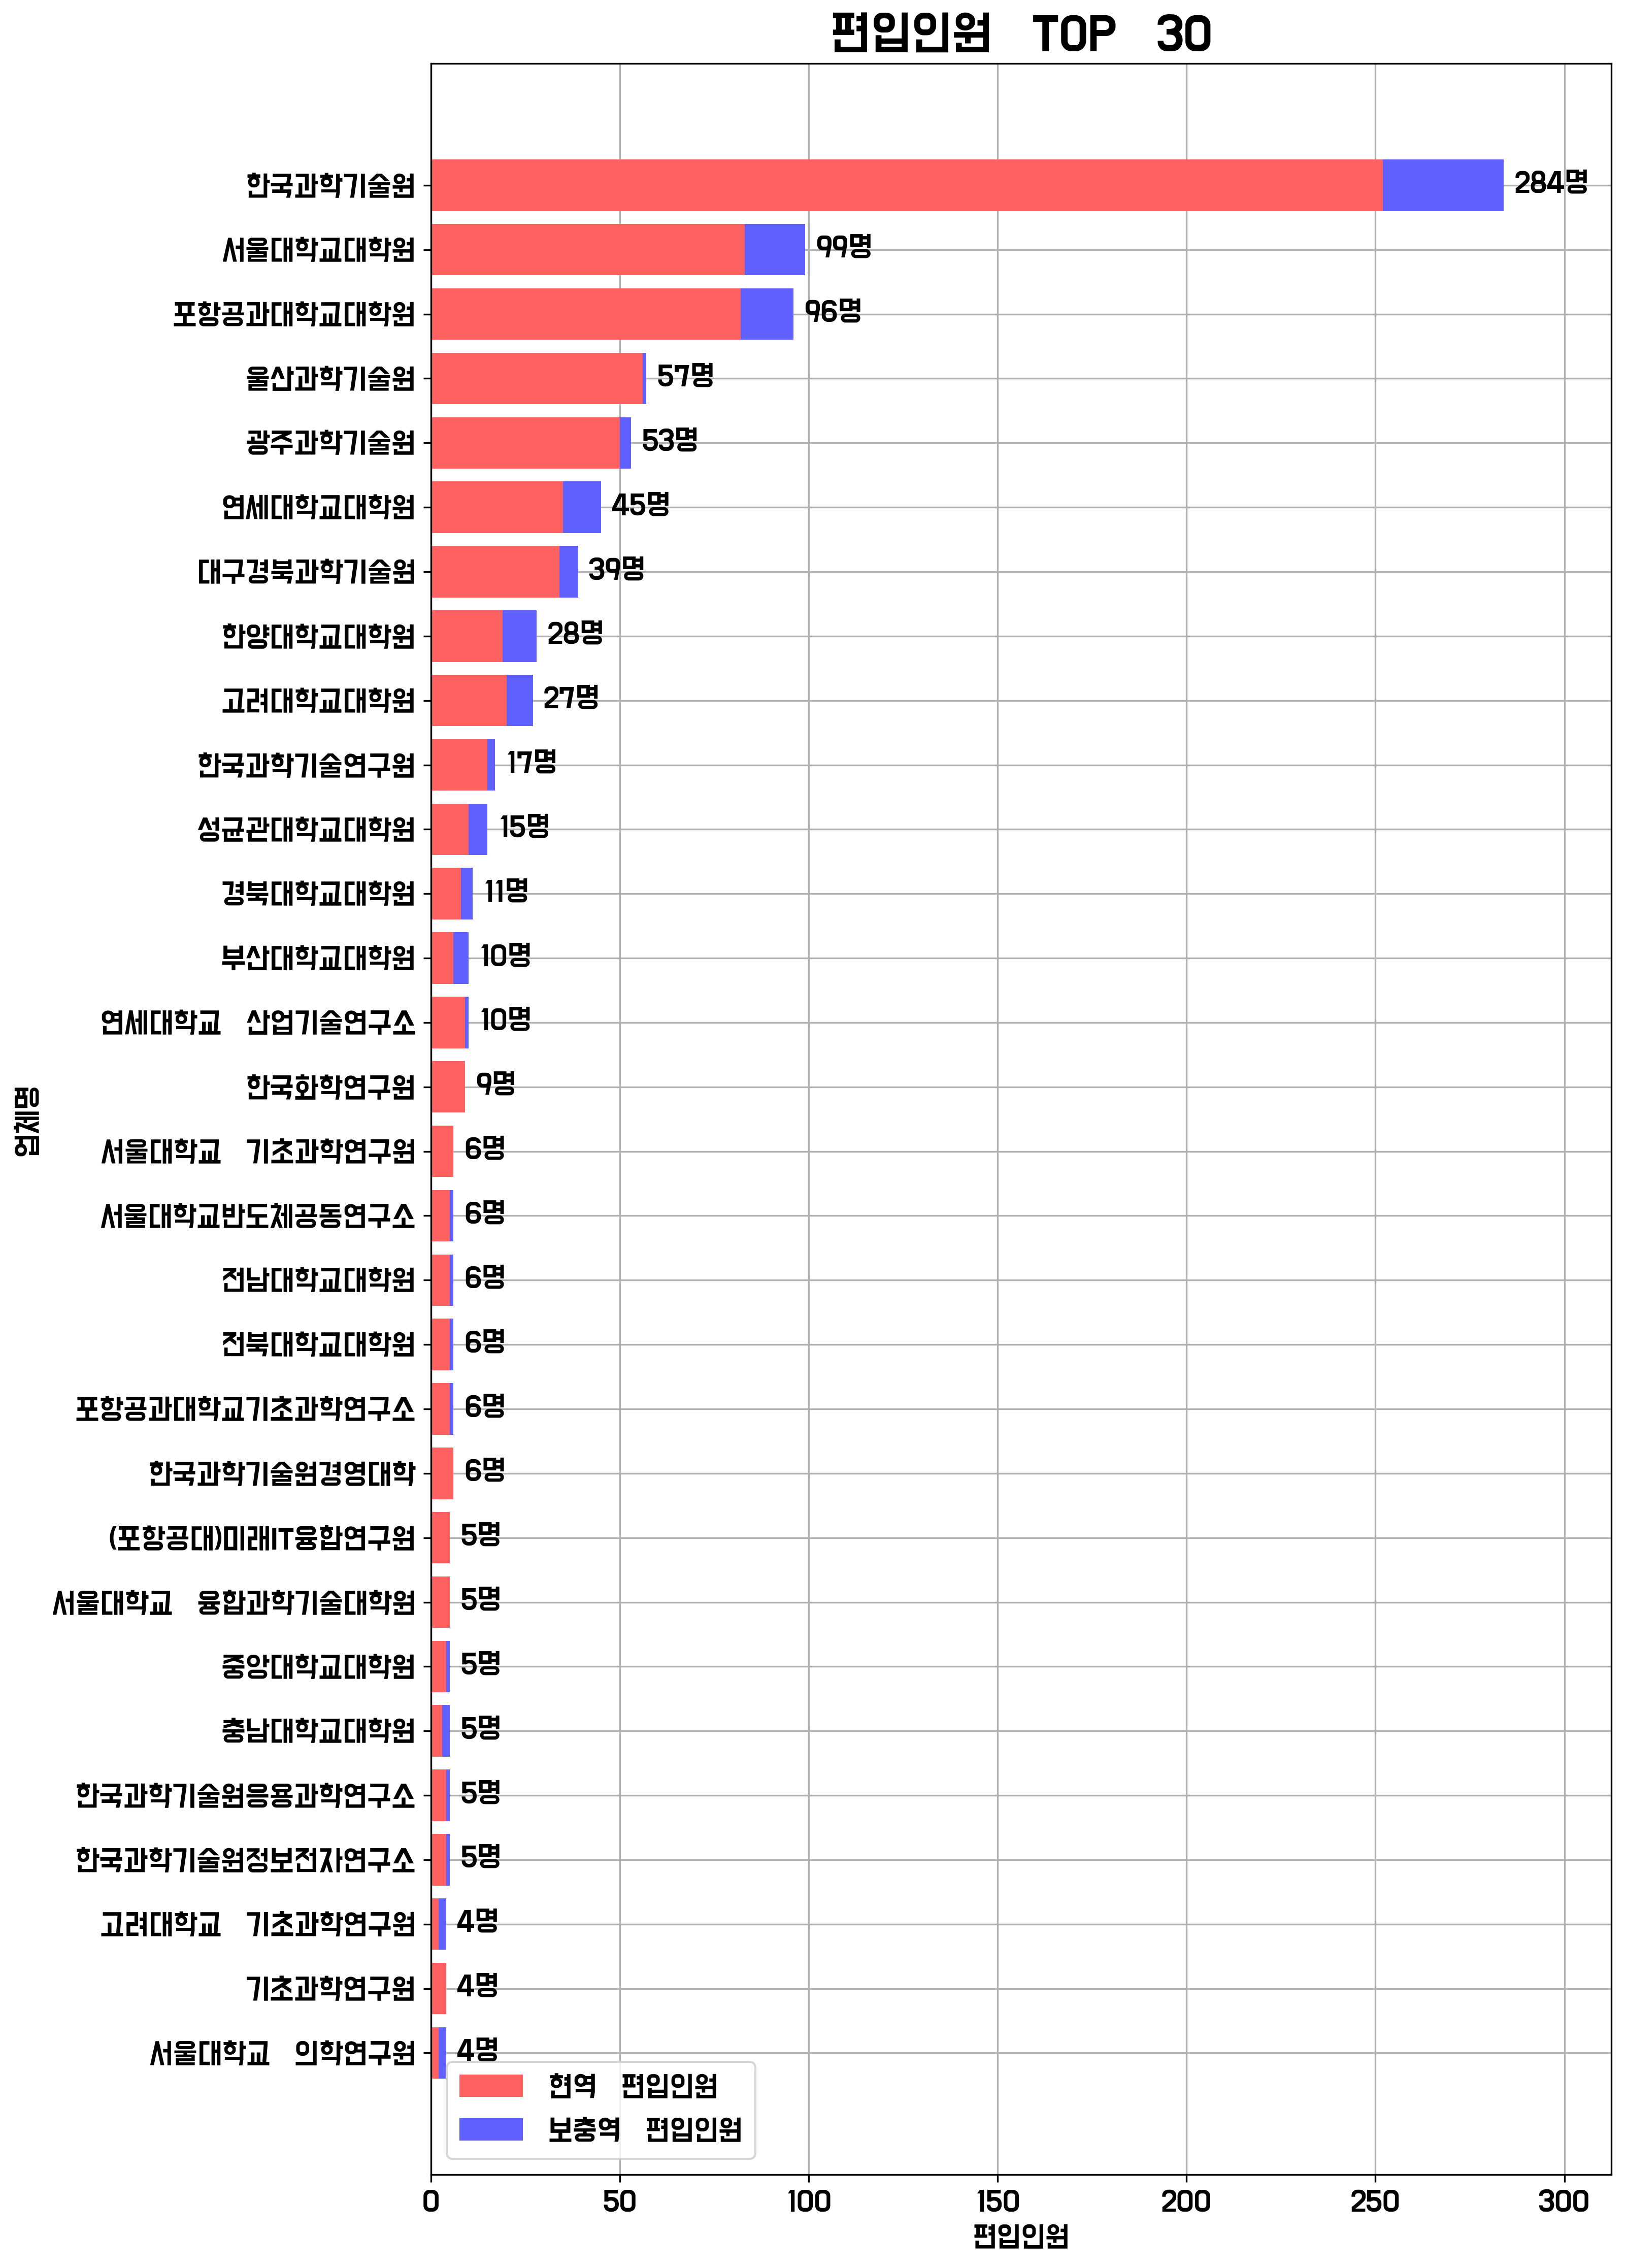 편입인원 TOP 30
한국과학기술원 284명
서울대학교대학원 99명
포항공과대학교대학원 96명
울산과학기술원 57명
광주과학기술원 53명
연세대학교대학원 45명
대구경북과학기술원 39명
한양대학교대학원 28명
고려대학교대학원 27명
한국과학기술연구원 17명
성균관대학교대학원 15명
경북대학교대학원 11명
부산대학교대학원 10명
연세대학교 산업기술연구소 10명
한국화학연구원 9명
서울대학교 기초과학연구원 6명
서울대학교반도체공동연구소 6명
전남대학교대학원 6명
전북대학교대학원 6명
포항공과대학교기초과학연구소 6명
한국과학기술원경영대학 6명
(포항공대)미래IT융합연구원 5명
서울대학교 융합과학기술대학원 5명
중앙대학교대학원 5명
충남대학교대학원 5명
한국과학기술원응용과학연구소 5명
한국과학기술원정보전자연구소 5명
고려대학교 기초과학연구원 4명
기초과학연구원 4명
서울대학교 의학연구원 4명
업체명
현역 편입인원
보충역 편입인원
0 50 100 150 200 250 300
편입인원